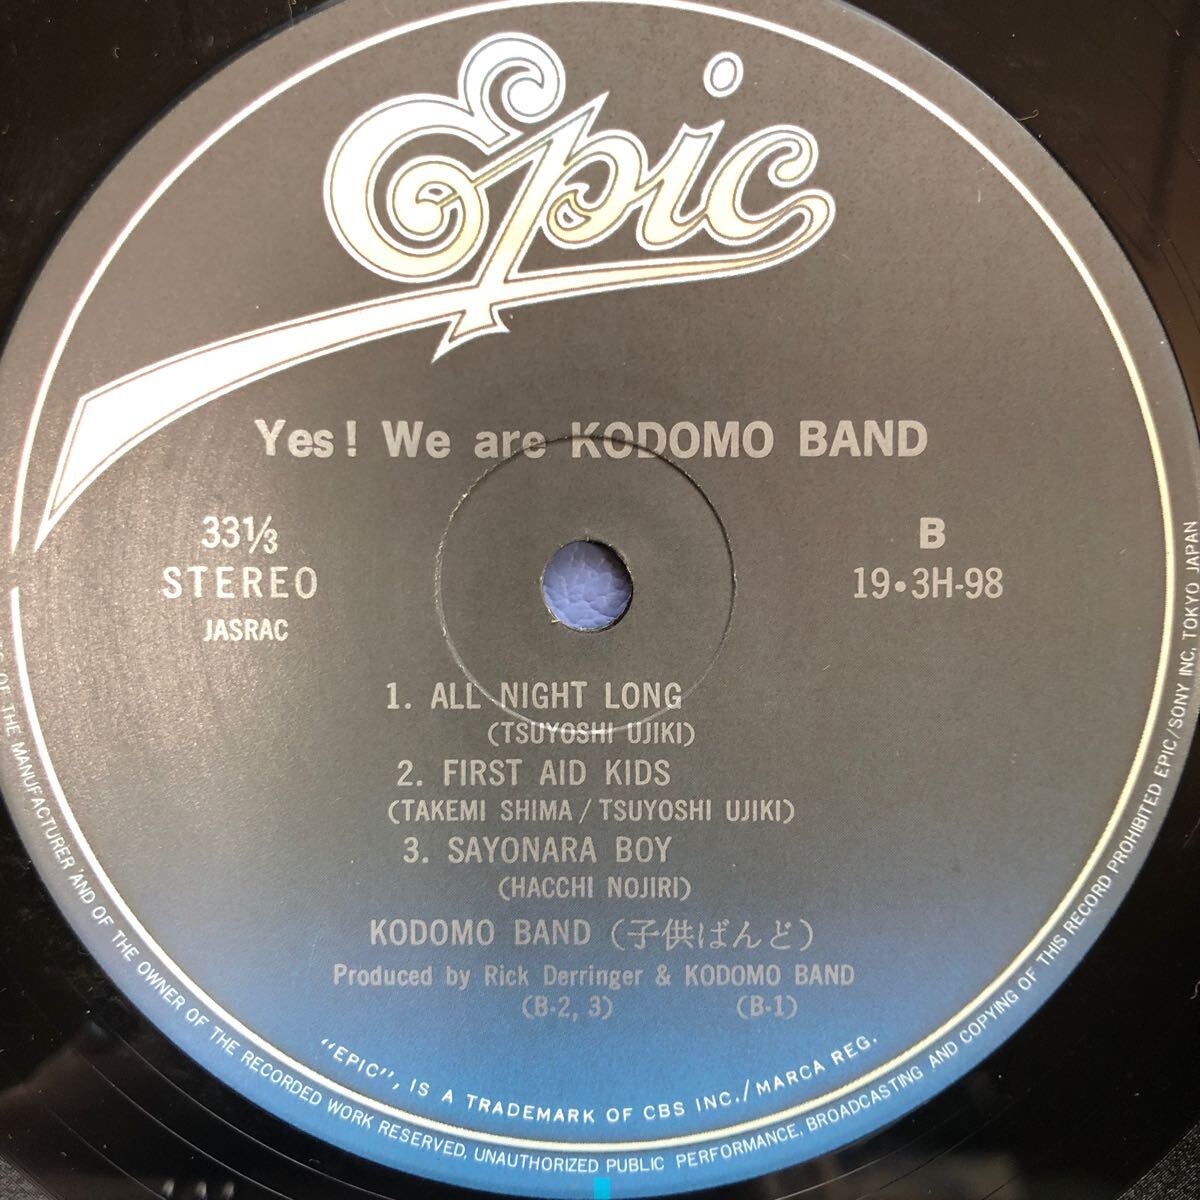 Epic
Yes! We are KODOMO BAND
33⅓
STEREO
JASRAC
B
19・3H-98
1. ALL NIGHT LONG
(TSUYOSHI UJIKI)
2. FIRST AID KIDS
(TAKEMI SHIMA / TSUYOSHI UJIKI)
3. SAYONARA BOY
(HACCHI NOJIRI)
KODOMO BAND (子供ばんど)
Produced by Rick Derringer & KODOMO BAND
(B-2, 3) (B-1)
"EPIC", IS A TRADEMARK OF CBS INC./MARCA REG.
OF THE MANUFACTURER AND OF THE OWNER OF THE RECORDED WORK RESERVED, UNAUTHORIZED PUBLIC PERFORMANCE, BROADCASTING AND COPYING OF THIS RECORD PROHIBITED EPIC/SONY INC, TOKYO JAPAN